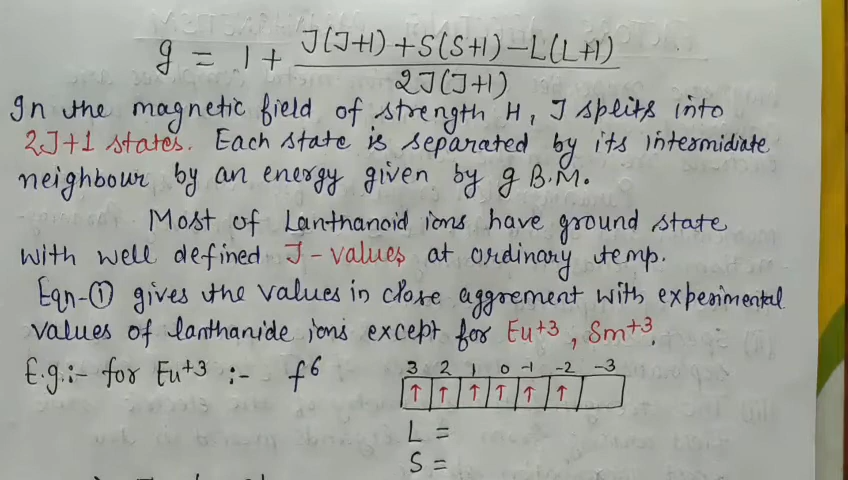 g = 1 + J(J+1) + S(S+1) – L(L+1)
2J(J+1)
In the magnetic field of strength H, J splits into
2J+1 states. Each state is separated by its intermidiate
neighbour by an energy given by g B.M.
Most of Lanthanoid ions have ground state
with well defined J-values at ordinary temp.
Eqn-① gives the values in close aggrement with experimental
values of lanthanide ions except for Eu+3, Sm+3.
E.g.:- for Eu+3 :- f6
3 2 1 0 -1 -2 -3
↑ ↑ ↑ ↑ ↑ ↑
L =
S =